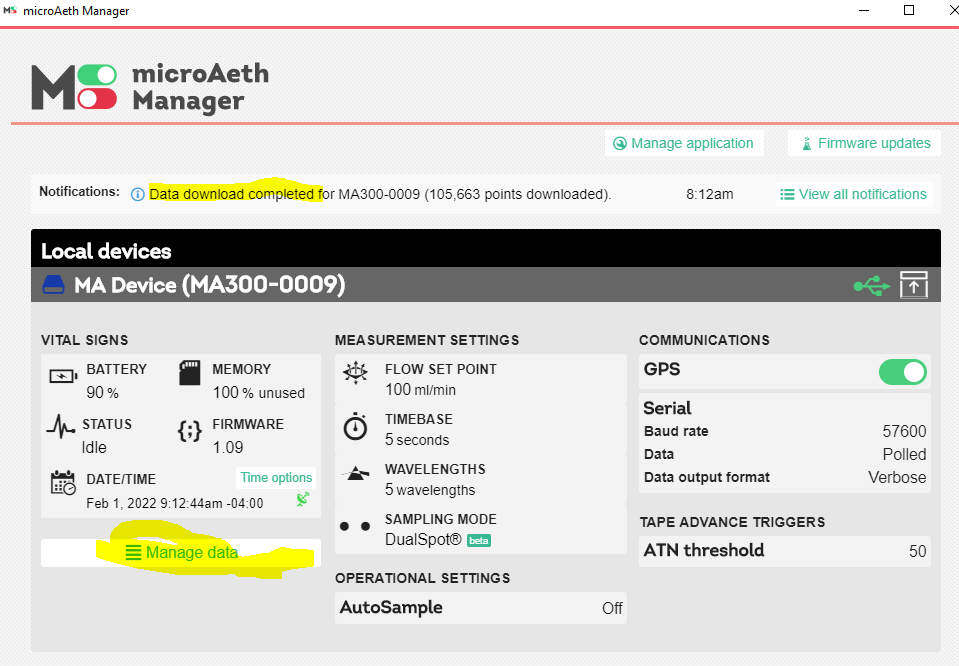 microAeth Manager
microAeth
Manager
Manage application
Firmware updates
Notifications: Data download completed for MA300-0009 (105,663 points downloaded). 8:12am View all notifications
Local devices
MA Device (MA300-0009)
VITAL SIGNS
BATTERY
90 %
MEMORY
100 % unused
STATUS
Idle
FIRMWARE
1.09
DATE/TIME
Time options
Feb 1, 2022 9:12:44am -04:00
Manage data
MEASUREMENT SETTINGS
FLOW SET POINT
100 ml/min
TIMEBASE
5 seconds
WAVELENGTHS
5 wavelengths
SAMPLING MODE
DualSpot® beta
OPERATIONAL SETTINGS
AutoSample Off
COMMUNICATIONS
GPS
Serial
Baud rate 57600
Data Polled
Data output format Verbose
TAPE ADVANCE TRIGGERS
ATN threshold 50